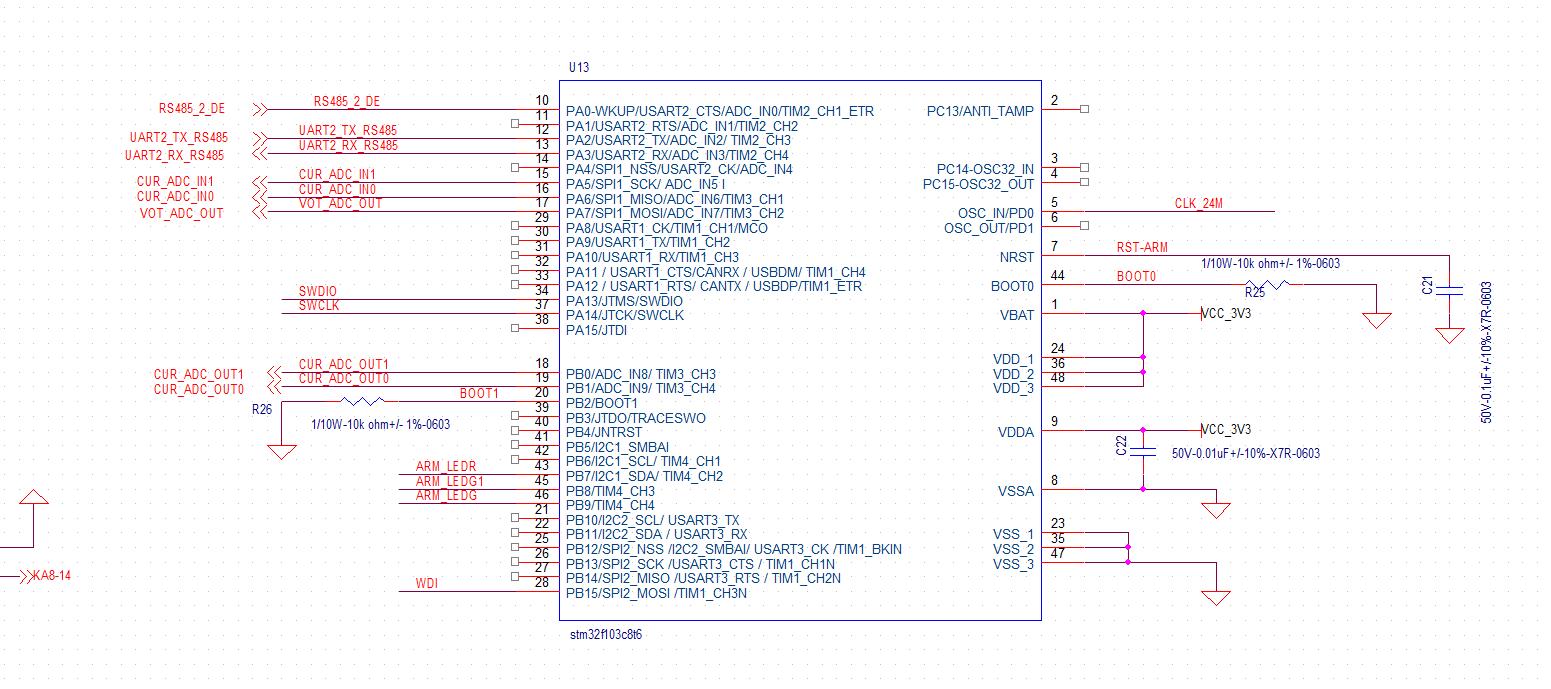 U13
RS485_2_DE
RS485_2_DE
10
PA0-WKUP/USART2_CTS/ADC_IN0/TIM2_CH1_ETR
PC13/ANTI_TAMP
2
11
PA1/USART2_RTS/ADC_IN1/TIM2_CH2
UART2_TX_RS485
UART2_TX_RS485
12
PA2/USART2_TX/ADC_IN2/ TIM2_CH3
UART2_RX_RS485
UART2_RX_RS485
13
PA3/USART2_RX/ADC_IN3/TIM2_CH4
14
PA4/SPI1_NSS/USART2_CK/ADC_IN4
PC14-OSC32_IN
3
CUR_ADC_IN1
CUR_ADC_IN1
15
PA5/SPI1_SCK/ ADC_IN5 I
PC15-OSC32_OUT
4
CUR_ADC_IN0
CUR_ADC_IN0
16
PA6/SPI1_MISO/ADC_IN6/TIM3_CH1
VOT_ADC_OUT
VOT_ADC_OUT
17
PA7/SPI1_MOSI/ADC_IN7/TIM3_CH2
OSC_IN/PD0
5
CLK_24M
29
PA8/USART1_CK/TIM1_CH1/MCO
OSC_OUT/PD1
6
30
PA9/USART1_TX/TIM1_CH2
31
PA10/USART1_RX/TIM1_CH3
NRST
7
RST-ARM
32
PA11 / USART1_CTS/CANRX / USBDM/ TIM1_CH4
1/10W-10k ohm+/- 1%-0603
33
PA12 / USART1_RTS/ CANTX / USBDP/TIM1_ETR
BOOT0
44
BOOT0
R25
C21
50V-0.1uF+/-10%-X7R-0603
SWDIO
34
PA13/JTMS/SWDIO
SWCLK
37
PA14/JTCK/SWCLK
VBAT
1
VCC_3V3
38
PA15/JTDI
VDD_1
24
CUR_ADC_OUT1
CUR_ADC_OUT1
18
PB0/ADC_IN8/ TIM3_CH3
VDD_2
36
CUR_ADC_OUT0
CUR_ADC_OUT0
19
PB1/ADC_IN9/ TIM3_CH4
VDD_3
48
R26
BOOT1
20
PB2/BOOT1
1/10W-10k ohm+/- 1%-0603
39
PB3/JTDO/TRACESWO
40
PB4/JNTRST
VDDA
9
VCC_3V3
41
PB5/I2C1_SMBAI
C22
50V-0.01uF+/-10%-X7R-0603
42
PB6/I2C1_SCL/ TIM4_CH1
ARM_LEDR
43
PB7/I2C1_SDA/ TIM4_CH2
ARM_LEDG1
45
PB8/TIM4_CH3
VSSA
8
ARM_LEDG
46
PB9/TIM4_CH4
21
PB10/I2C2_SCL/ USART3_TX
22
PB11/I2C2_SDA / USART3_RX
VSS_1
23
25
PB12/SPI2_NSS /I2C2_SMBAI/ USART3_CK /TIM1_BKIN
VSS_2
35
26
PB13/SPI2_SCK /USART3_CTS / TIM1_CH1N
VSS_3
47
KA8-14
27
PB14/SPI2_MISO /USART3_RTS / TIM1_CH2N
WDI
28
PB15/SPI2_MOSI /TIM1_CH3N
stm32f103c8t6